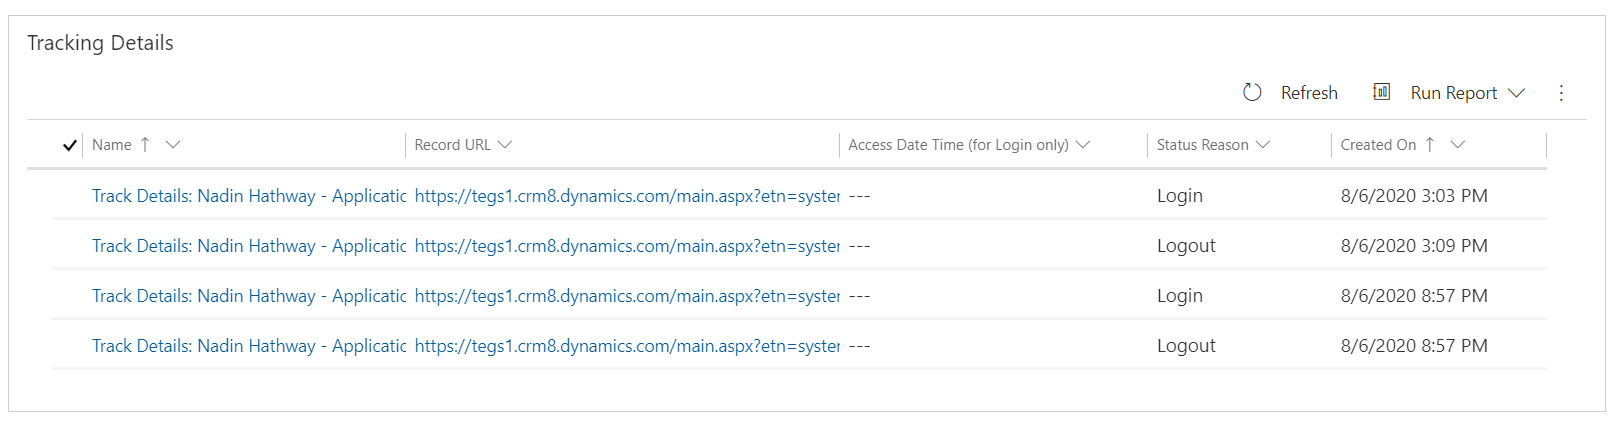 Tracking Details
Refresh Run Report
Name Record URL Access Date Time (for Login only) Status Reason Created On
Track Details: Nadin Hathway - Applicatic https://tegs1.crm8.dynamics.com/main.aspx?etn=syster --- Login 8/6/2020 3:03 PM
Track Details: Nadin Hathway - Applicatic https://tegs1.crm8.dynamics.com/main.aspx?etn=syster --- Logout 8/6/2020 3:09 PM
Track Details: Nadin Hathway - Applicatic https://tegs1.crm8.dynamics.com/main.aspx?etn=syster --- Login 8/6/2020 8:57 PM
Track Details: Nadin Hathway - Applicatic https://tegs1.crm8.dynamics.com/main.aspx?etn=syster --- Logout 8/6/2020 8:57 PM